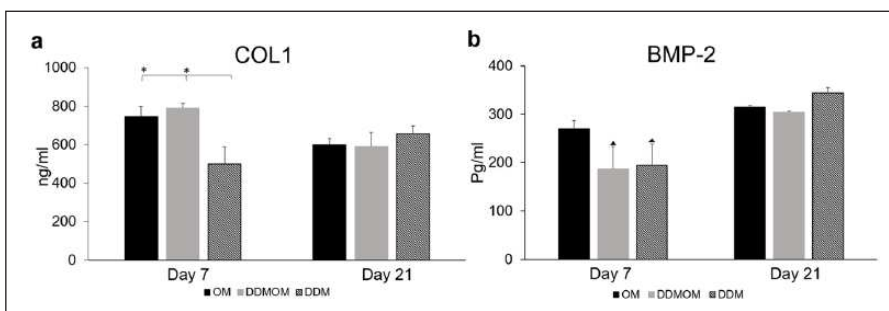 a
COL1
1000
800
600
400
200
0
ng/ml
* *
Day 7 Day 21
OM DDMOM DDM
b
BMP-2
400
300
200
100
0
Pg/ml
Day 7 Day 21
OM DDMOM DDM